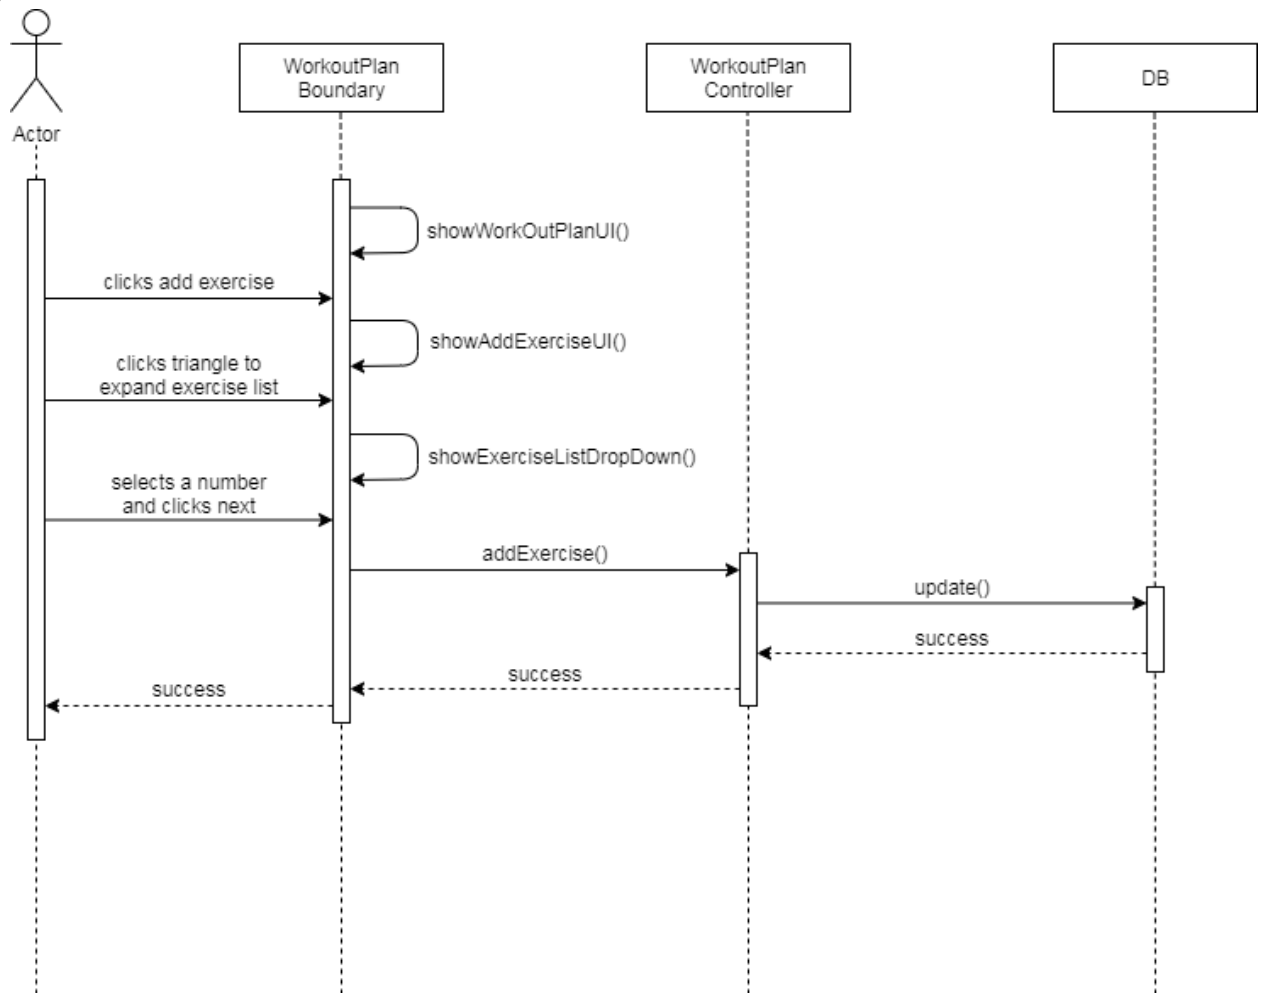 WorkoutPlan
Boundary
WorkoutPlan
Controller
DB
Actor
showWorkOutPlanUI()
clicks add exercise
showAddExerciseUI()
clicks triangle to
expand exercise list
showExerciseListDropDown()
selects a number
and clicks next
addExercise()
update()
success
success
success